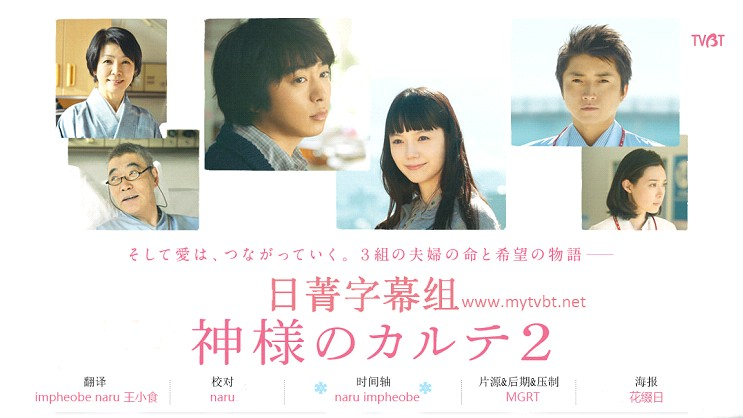 TVBT
そして愛は、つながっていく。3組の夫婦の命と希望の物語——
日菁字幕组 www.mytvbt.net
神様のカルテ2
翻译 校对 时间轴 片源&后期&压制 海报
impheobe naru 王小食 naru naru impheobe MGRT 花缀日